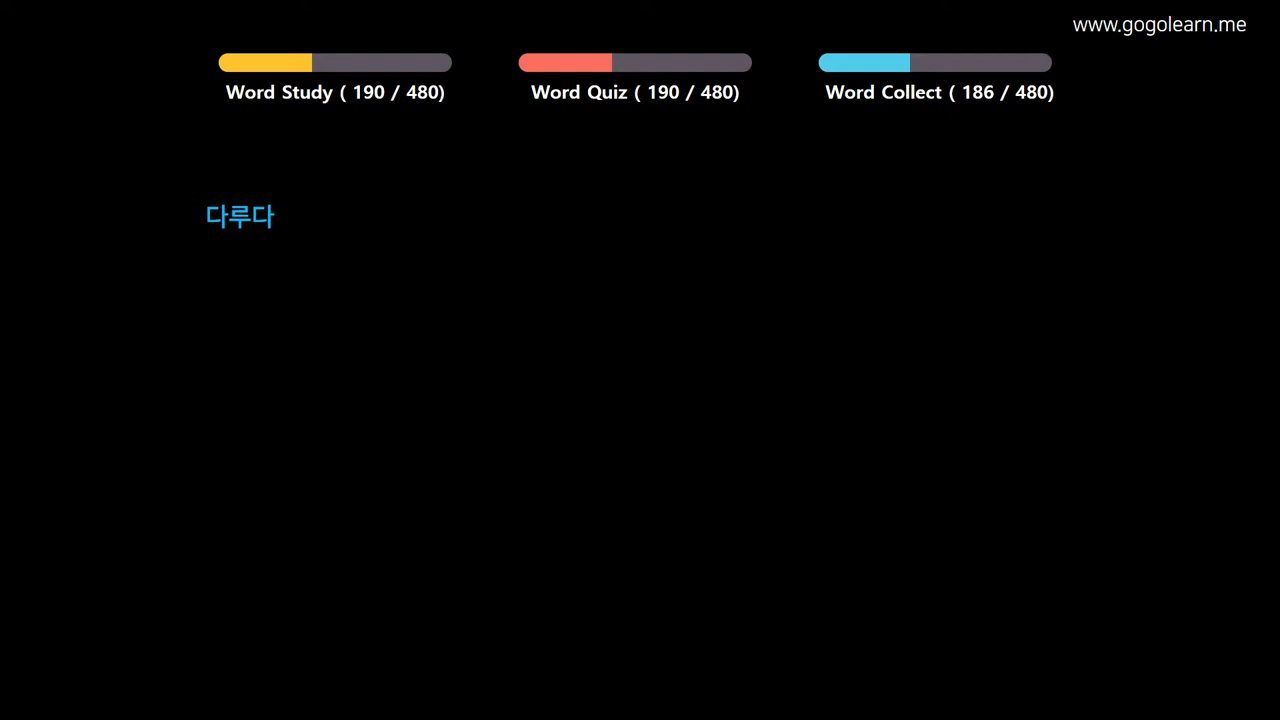 www.gogolearn.me
Word Study ( 190 / 480)
Word Quiz ( 190 / 480)
Word Collect ( 186 / 480)
다루다